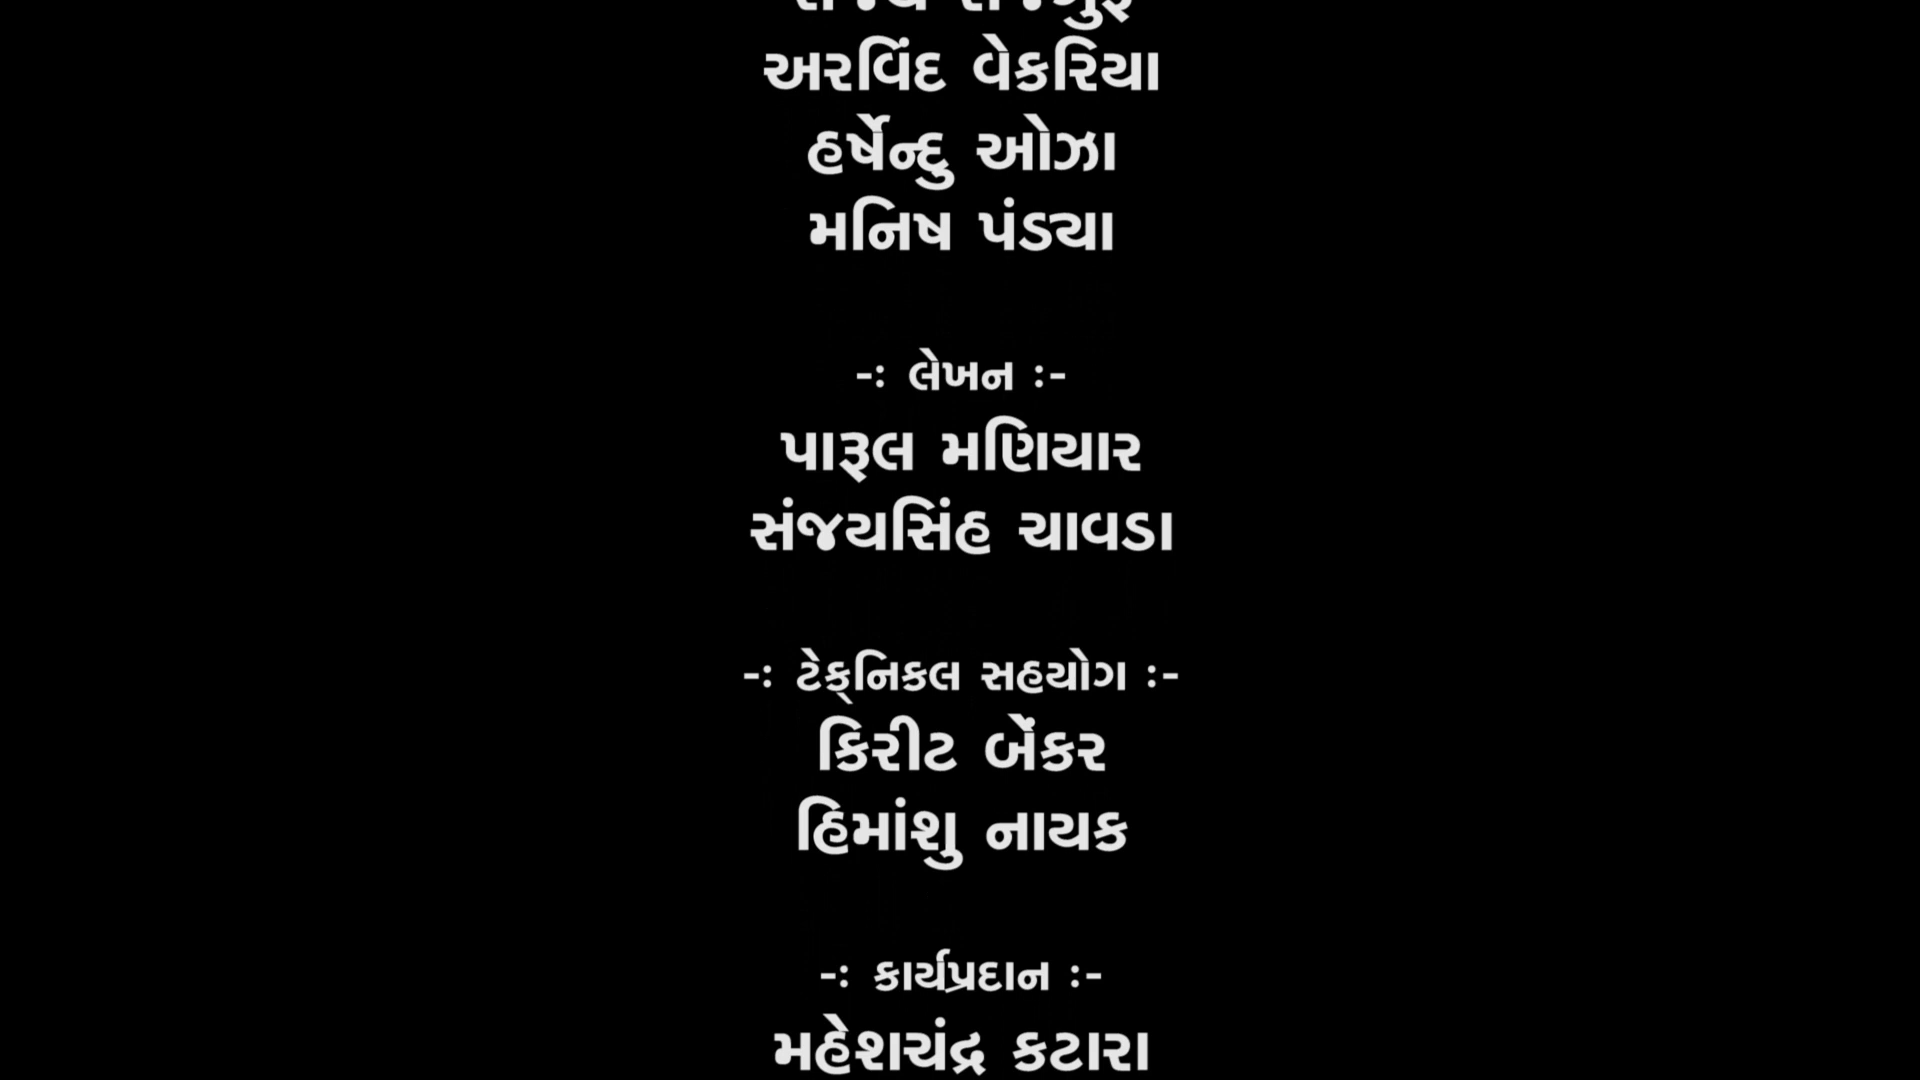 અરવિંદ વેકરિયા
હર્ષેન્દુ ઓઝા
મનિષ પંડ્યા
-: લેખન :-
પારૂલ મણિયાર
સંજયસિંહ ચાવડા
-: ટેક્નિકલ સહયોગ :-
કિરીટ બેંકર
હિમાંશુ નાયક
-: કાર્યપ્રદાન :-
મહેશચંદ્ર કટારા